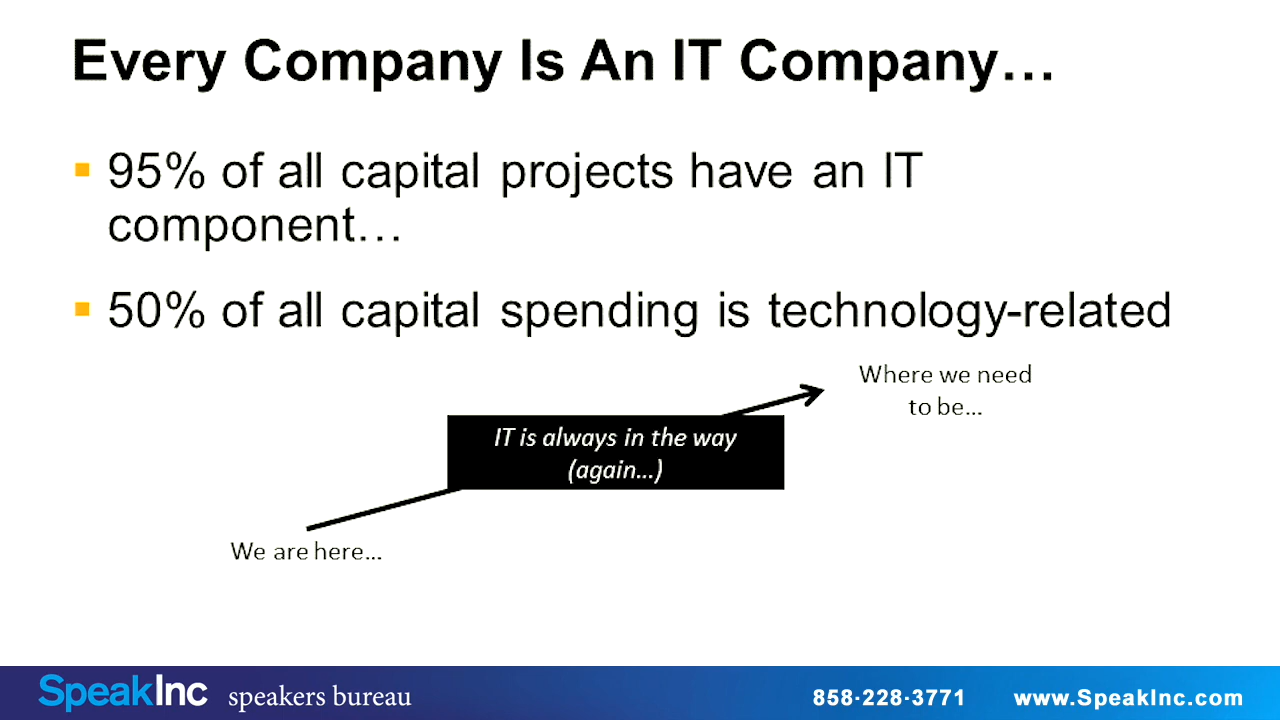 Every Company Is An IT Company…
▪ 95% of all capital projects have an IT
component…
▪ 50% of all capital spending is technology-related
Where we need
to be…
IT is always in the way
(again…)
We are here…
SpeakInc speakers bureau
858·228·3771 www.SpeakInc.com